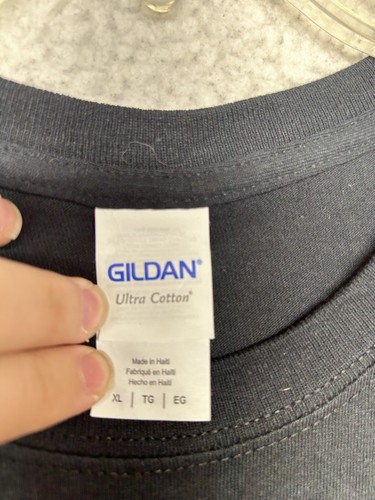 GILDAN®
Ultra Cotton®
Made in Haiti
Fabriqué en Haïti
Hecho en Haití
XL | TG | EG